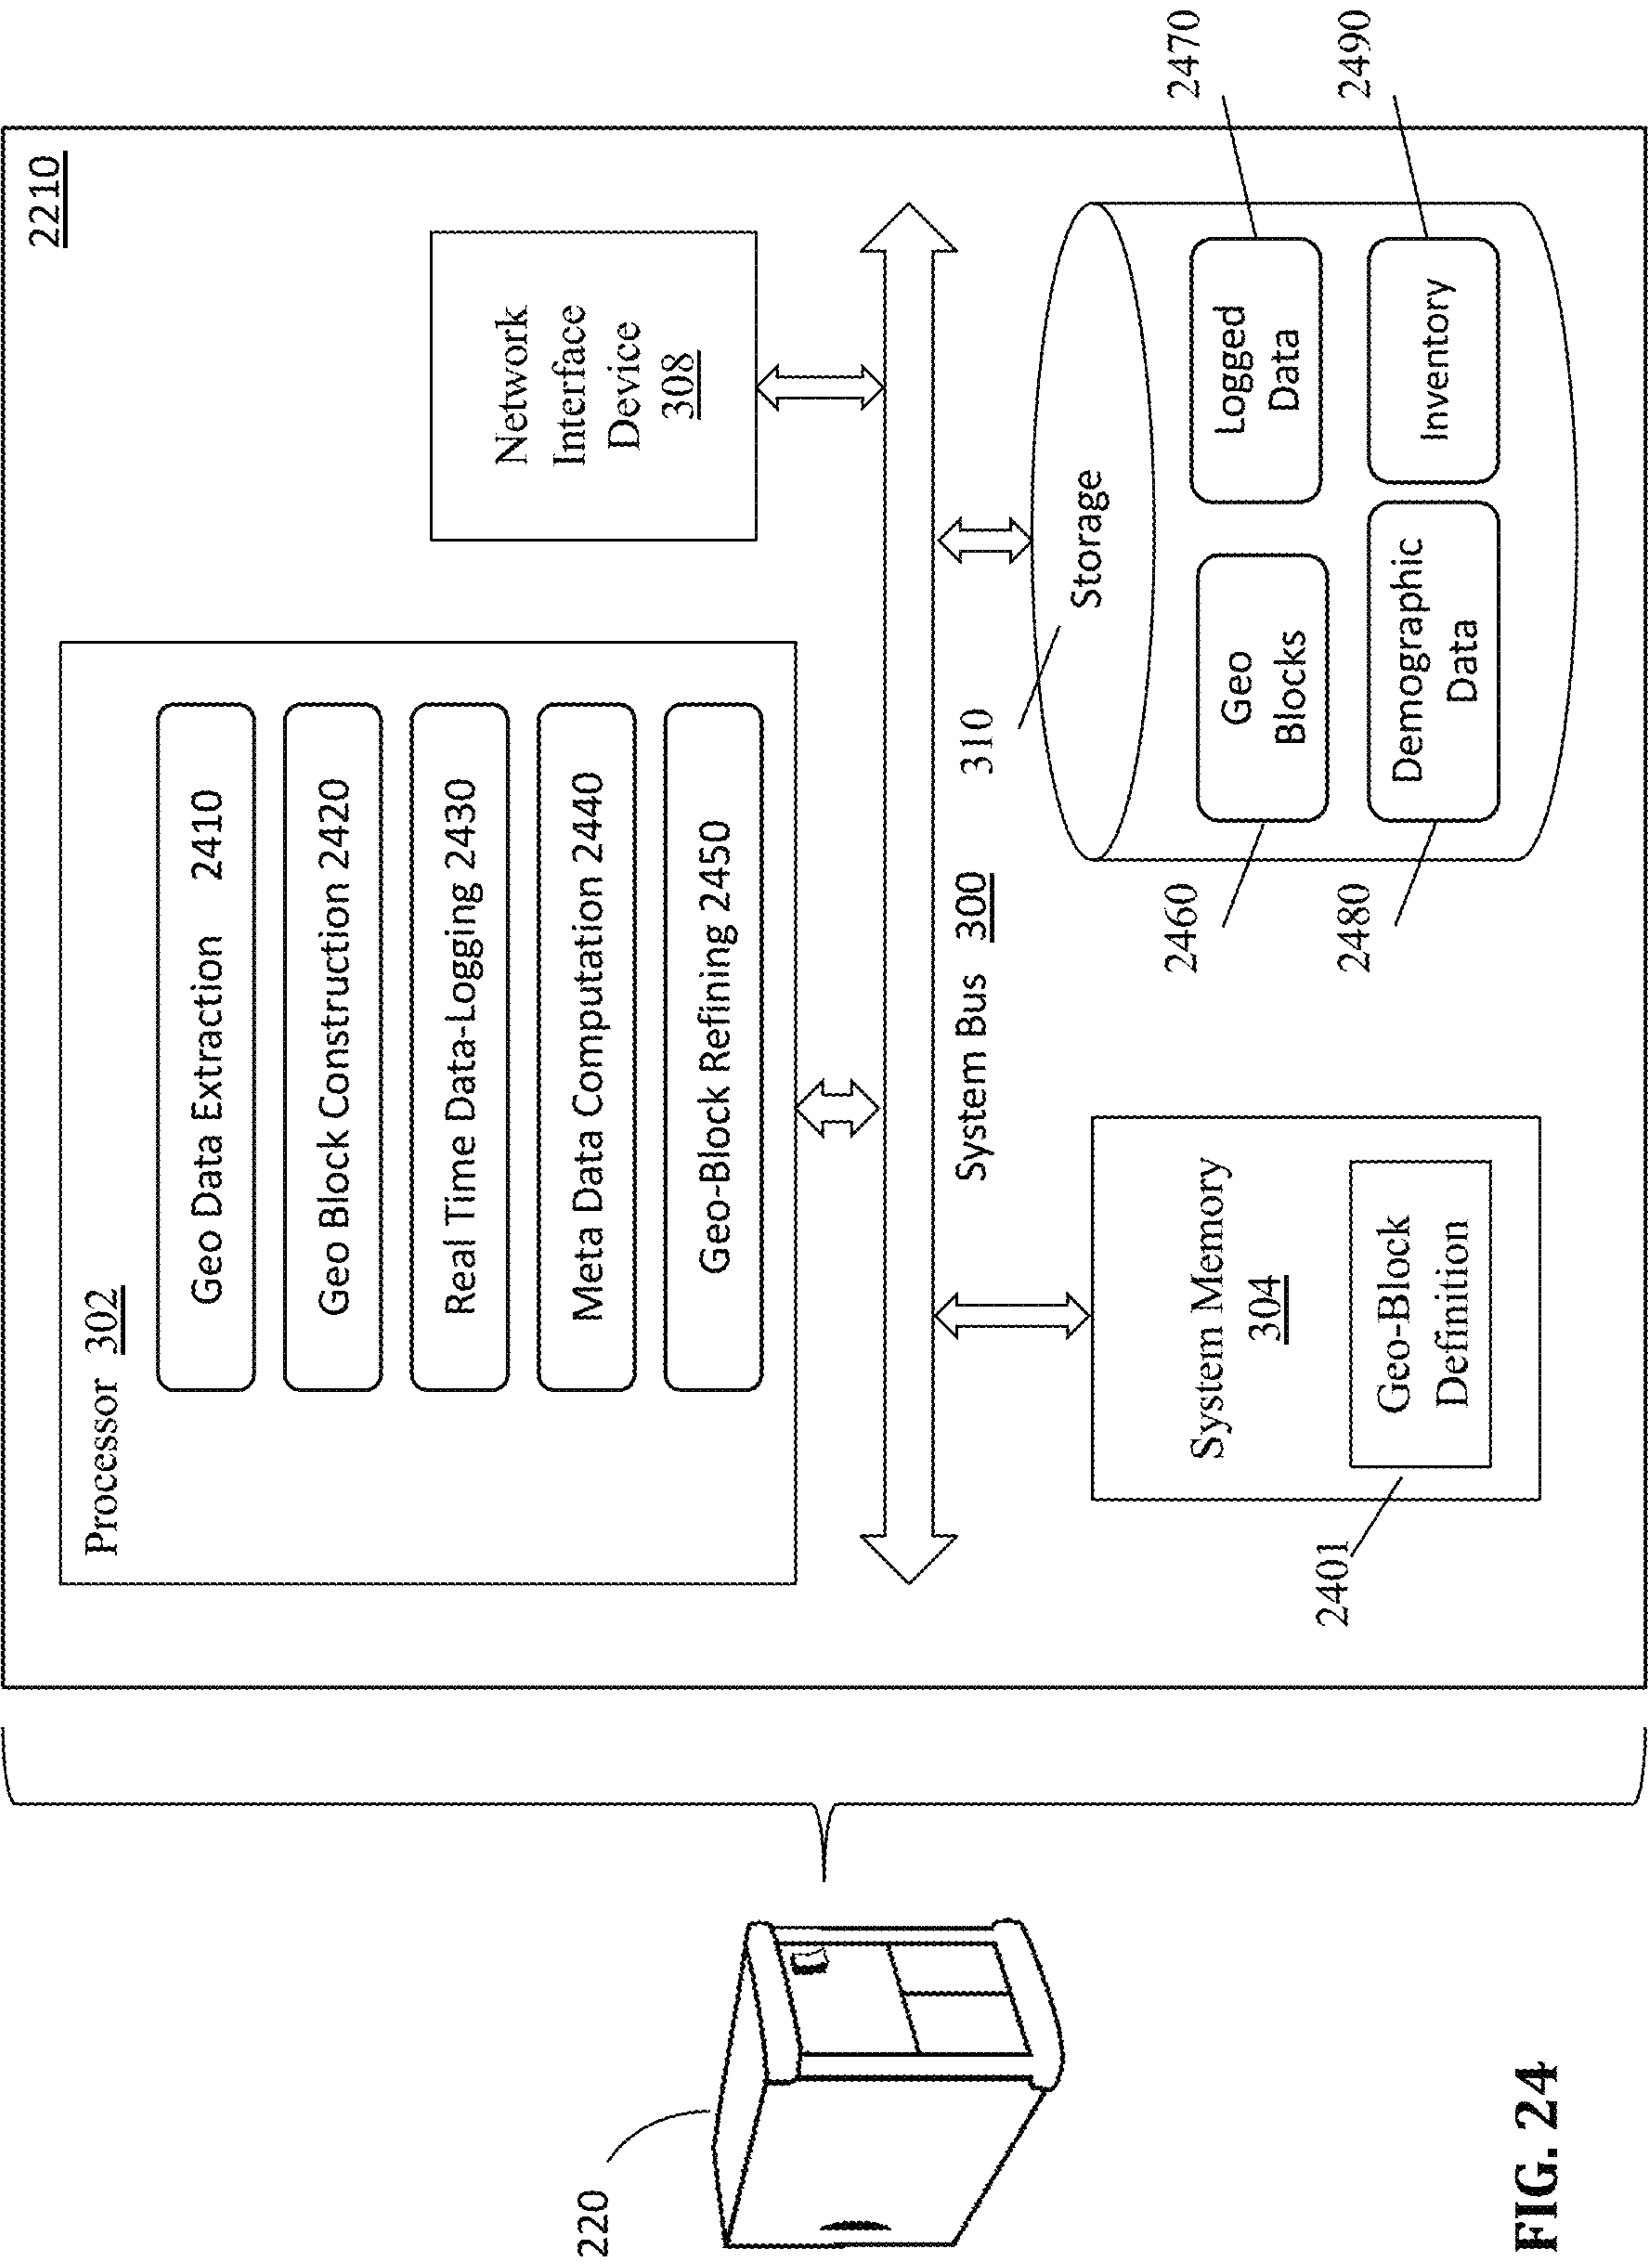 2210
Processor 302
Geo Data Extraction 2410
Geo Block Construction 2420
Real Time Data-Logging 2430
Meta Data Computation 2440
Geo-Block Refining 2450
Network
Interface
Device
308
System Bus 300
System Memory
304
Geo-Block
Definition
2401
310
Storage
Geo
Blocks
2460
Logged
Data
2470
Demographic
Data
2480
Inventory
2490
220
FIG. 24